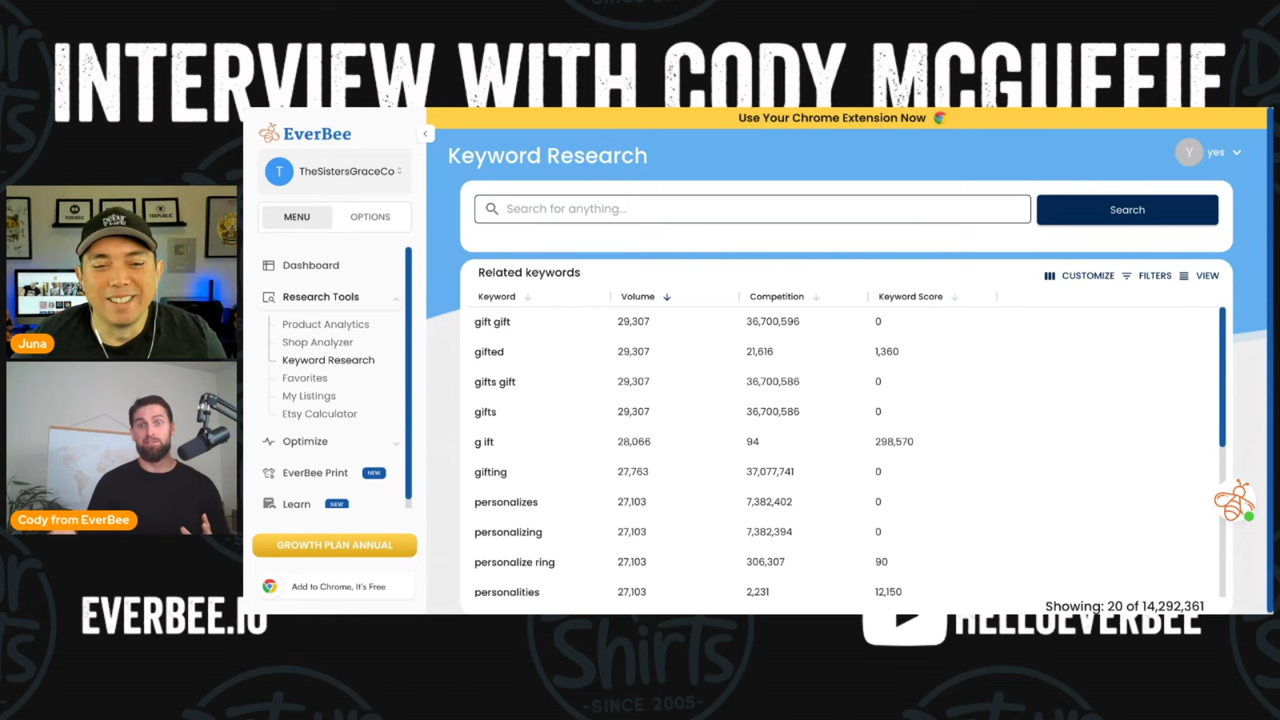 INTERVIEW WITH CODY MCGUFFIE
Use Your Chrome Extension Now
EverBee
T
TheSistersGraceCo
MENU
OPTIONS
Dashboard
Research Tools
Product Analytics
Shop Analyzer
Keyword Research
Favorites
My Listings
Etsy Calculator
Optimize
EverBee Print NEW
Learn NEW
GROWTH PLAN ANNUAL
Add to Chrome, It's Free
Keyword Research
Y yes
Search for anything...
Search
Related keywords
CUSTOMIZE FILTERS VIEW
Keyword Volume Competition Keyword Score
gift gift 29,307 36,700,596 0
gifted 29,307 21,616 1,360
gifts gift 29,307 36,700,586 0
gifts 29,307 36,700,586 0
g ift 28,066 94 298,570
gifting 27,763 37,077,741 0
personalizes 27,103 7,382,402 0
personalizing 27,103 7,382,394 0
personalize ring 27,103 306,307 90
personalities 27,103 2,231 12,150
Showing: 20 of 14,292,361
TEEPUBLIC
Juna
Cody from EverBee
EVERBEE.IO
HELLOEVERBEE
Shirts
-SINCE 2005-